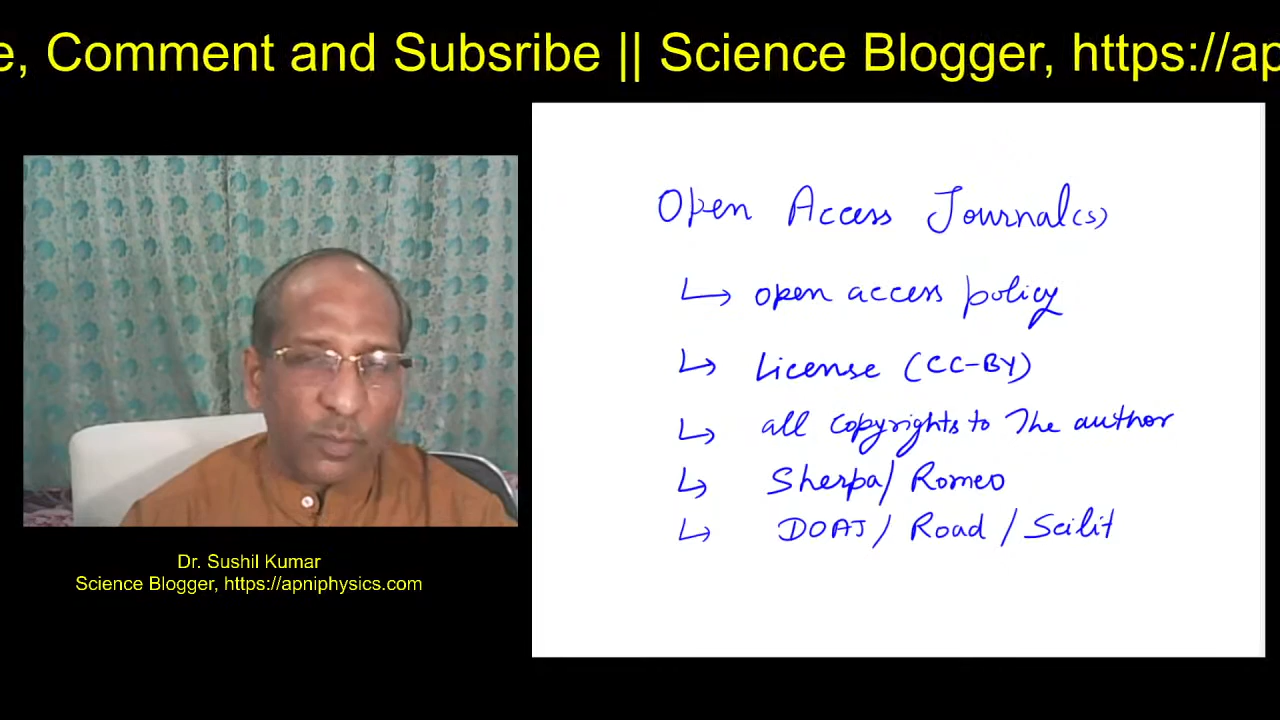 e, Comment and Subsribe || Science Blogger, https://ap
Open Access Journal(s)
↳ open access policy
↳ License (CC-BY)
↳ all copyrights to The author
↳ Sherpa/ Romeo
↳ DOAJ / Road / Scilit
Dr. Sushil Kumar
Science Blogger, https://apniphysics.com